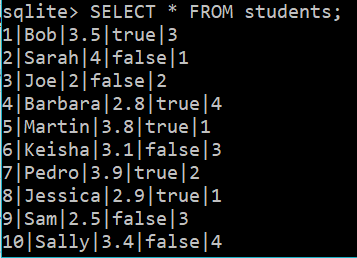 sqlite> SELECT * FROM students;
1|Bob|3.5|true|3
2|Sarah|4|false|1
3|Joe|2|false|2
4|Barbara|2.8|true|4
5|Martin|3.8|true|1
6|Keisha|3.1|false|3
7|Pedro|3.9|true|2
8|Jessica|2.9|true|1
9|Sam|2.5|false|3
10|Sally|3.4|false|4